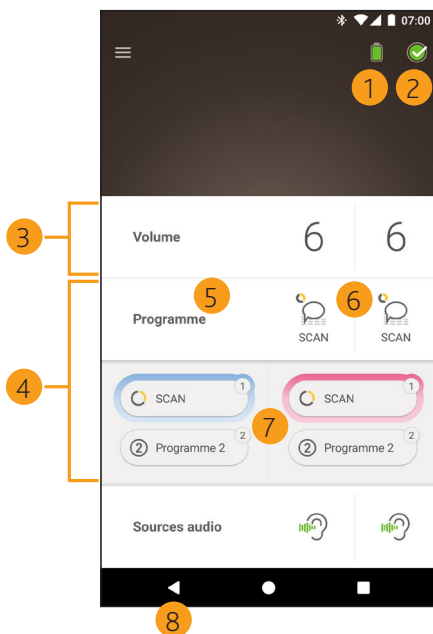 07:00
1 2
3
Volume 6 6
5 6
Programme
SCAN SCAN
4
SCAN 1 SCAN 1
7
2 Programme 2 2 2 Programme 2 2
Sources audio
8